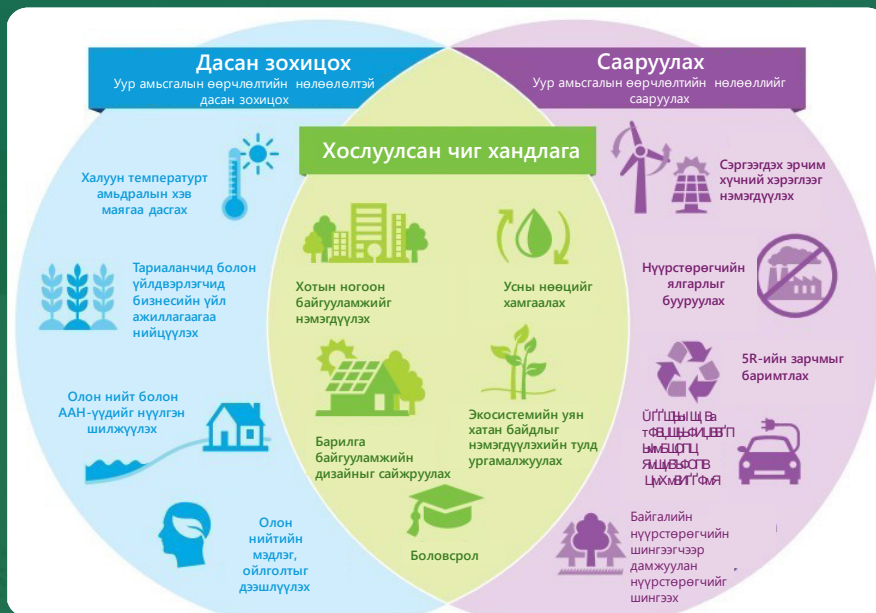 Дасан зохицох
Уур амьсгалын өөрчлөлтийн нөлөөлөлтэй
дасан зохицох
Сааруулах
Уур амьсгалын өөрчлөлтийн нөлөөллийг
сааруулах
Хослуулсан чиг хандлага
Халуун температурт
амьдралын хэв
маягаа дасгах
Тариаланчид болон
үйлдвэрлэгчид
бизнесийн үйл
ажиллагаагаа
нийцүүлэх
Олон нийт болон
ААН-үүдийг нүүлгэн
шилжүүлэх
Олон
нийтийн
мэдлэг,
ойлголтыг
дээшлүүлэх
Хотын ногоон
байгууламжийг
нэмэгдүүлэх
Усны нөөцийг
хамгаалах
Барилга
байгууламжийн
дизайныг сайжруулах
Экосистемийн уян
хатан байдлыг
нэмэгдүүлэхийн тулд
ургамалжуулах
Боловсрол
Сэргээгдэх эрчим
хүчний хэрэглээг
нэмэгдүүлэх
Нүүрстөрөгчийн
ялгарлыг
бууруулах
5R-ийн зарчмыг
баримтлах
Байгалийн
нүүрстөрөгчийн
шингээгчээр
дамжуулан
нүүрстөрөгчийг
шингээх